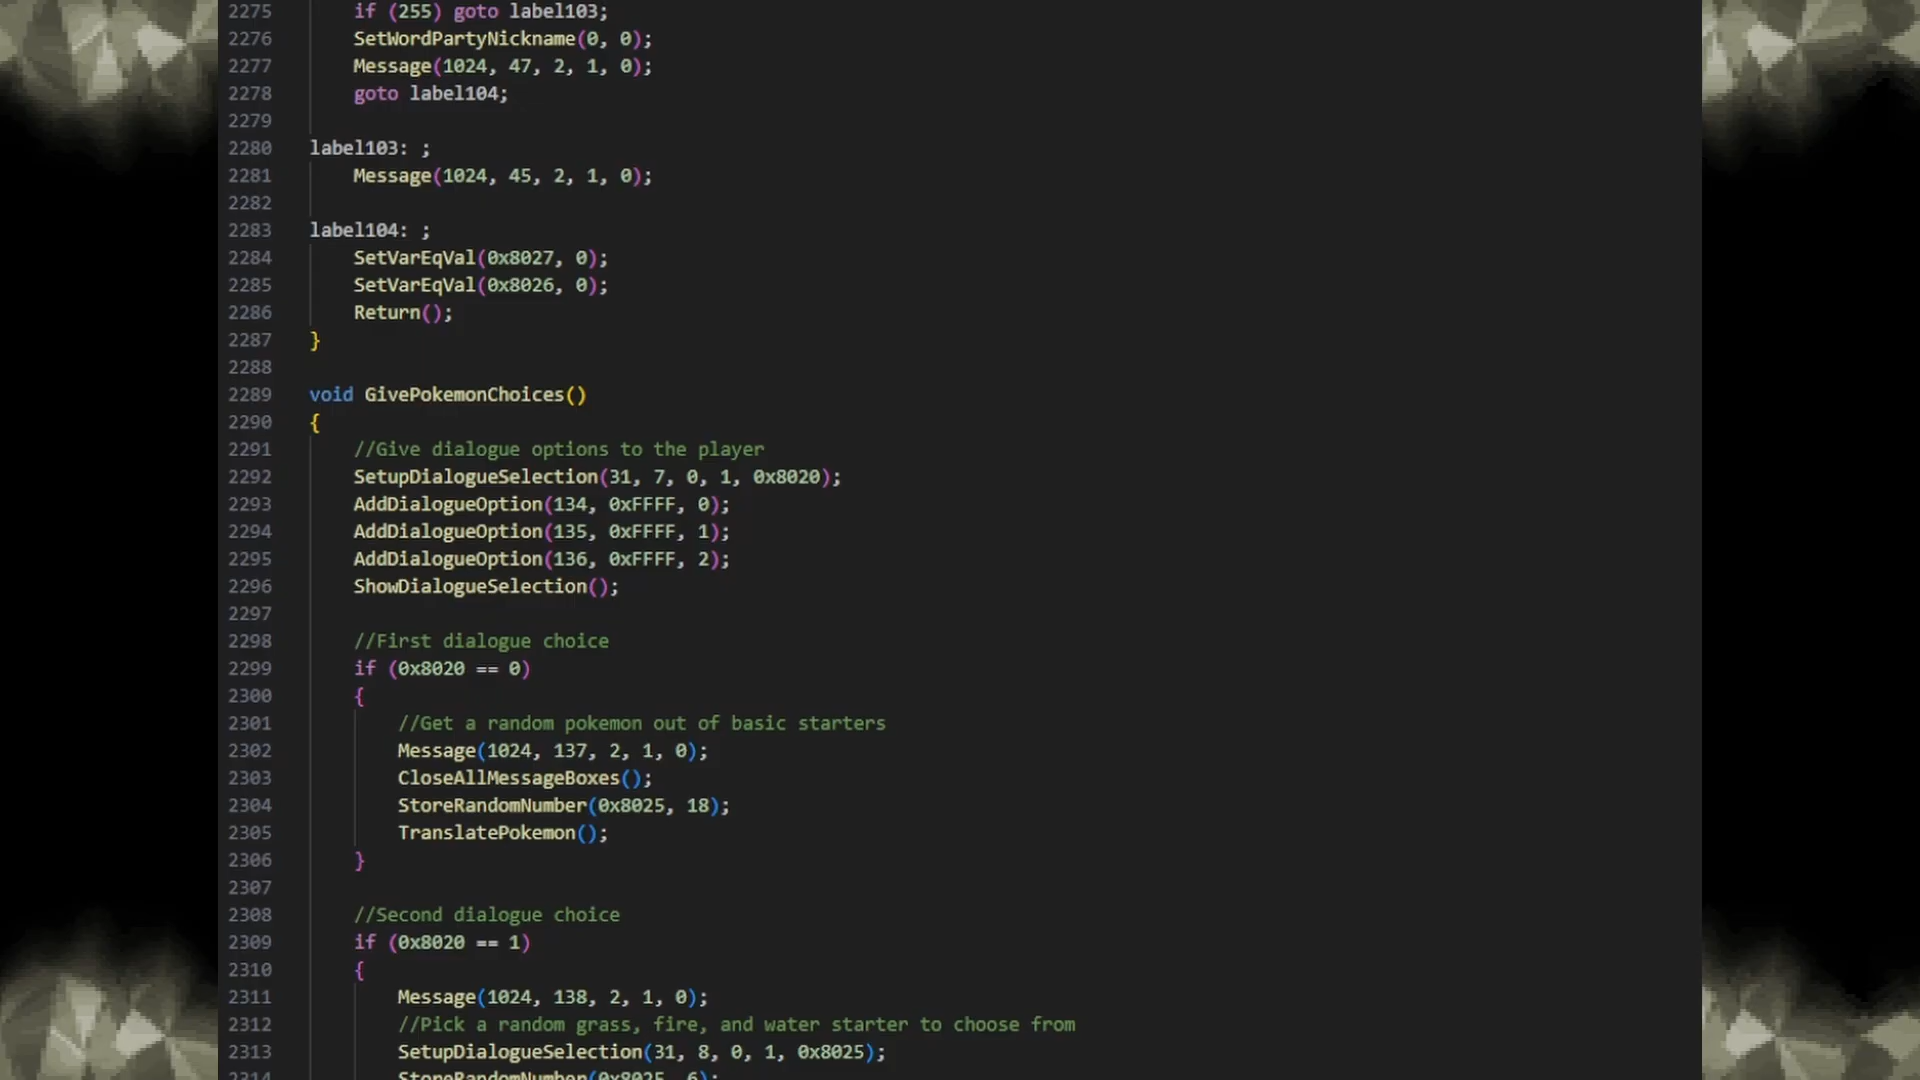 2275 if (255) goto label103;
2276 SetWordPartyNickname(0, 0);
2277 Message(1024, 47, 2, 1, 0);
2278 goto label104;
2279
2280 label103: ;
2281 Message(1024, 45, 2, 1, 0);
2282
2283 label104: ;
2284 SetVarEqVal(0x8027, 0);
2285 SetVarEqVal(0x8026, 0);
2286 Return();
2287 }
2288
2289 void GivePokemonChoices()
2290 {
2291 //Give dialogue options to the player
2292 SetupDialogueSelection(31, 7, 0, 1, 0x8020);
2293 AddDialogueOption(134, 0xFFFF, 0);
2294 AddDialogueOption(135, 0xFFFF, 1);
2295 AddDialogueOption(136, 0xFFFF, 2);
2296 ShowDialogueSelection();
2297
2298 //First dialogue choice
2299 if (0x8020 == 0)
2300 {
2301 //Get a random pokemon out of basic starters
2302 Message(1024, 137, 2, 1, 0);
2303 CloseAllMessageBoxes();
2304 StoreRandomNumber(0x8025, 18);
2305 TranslatePokemon();
2306 }
2307
2308 //Second dialogue choice
2309 if (0x8020 == 1)
2310 {
2311 Message(1024, 138, 2, 1, 0);
2312 //Pick a random grass, fire, and water starter to choose from
2313 SetupDialogueSelection(31, 8, 0, 1, 0x8025);
2314 StoreRandomNumber(0x8025, 6);